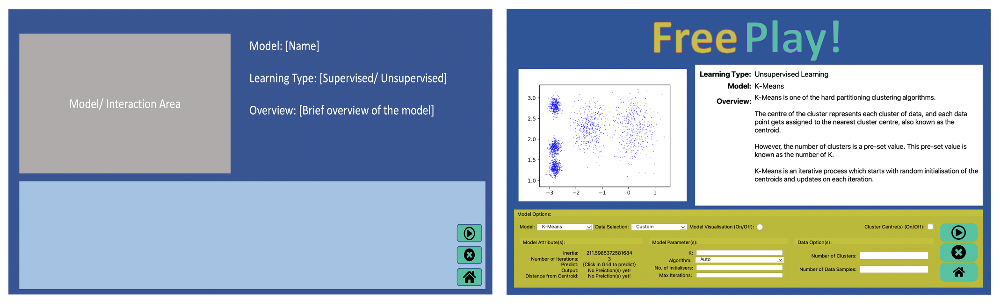 Model/ Interaction Area
Model: [Name]
Learning Type: [Supervised/ Unsupervised]
Overview: [Brief overview of the model]
Free Play!
3.0
2.5
2.0
1.5
1.0
−3 −2 −1 0 1
Learning Type: Unsupervised Learning
Model: K-Means
Overview: K-Means is one of the hard partitioning clustering algorithms.
The centre of the cluster represents each cluster of data, and each data
point gets assigned to the nearest cluster centre, also known as the
centroid.
However, the number of clusters is a pre-set value. This pre-set value is
known as the number of K.
K-Means is an iterative process which starts with random initialisation of the
centroids and updates on each iteration.
Model Options:
Model: K-Means Data Selection: Custom Model Visualisation (On/Off): Cluster Centre(s) (On/Off):
Model Attribute(s):
Inertia: 211.5985372581684
Number of Iterations: 3
Predict: {Click in Grid to predict}
Output: No Preiction(s) yet!
Distance from Centroid: No Preiction(s) yet!
Model Parameter(s):
K:
Algorithm: Auto
No. of Initialisers:
Max Iterations:
Data Option(s):
Number of Clusters:
Number of Data Samples: